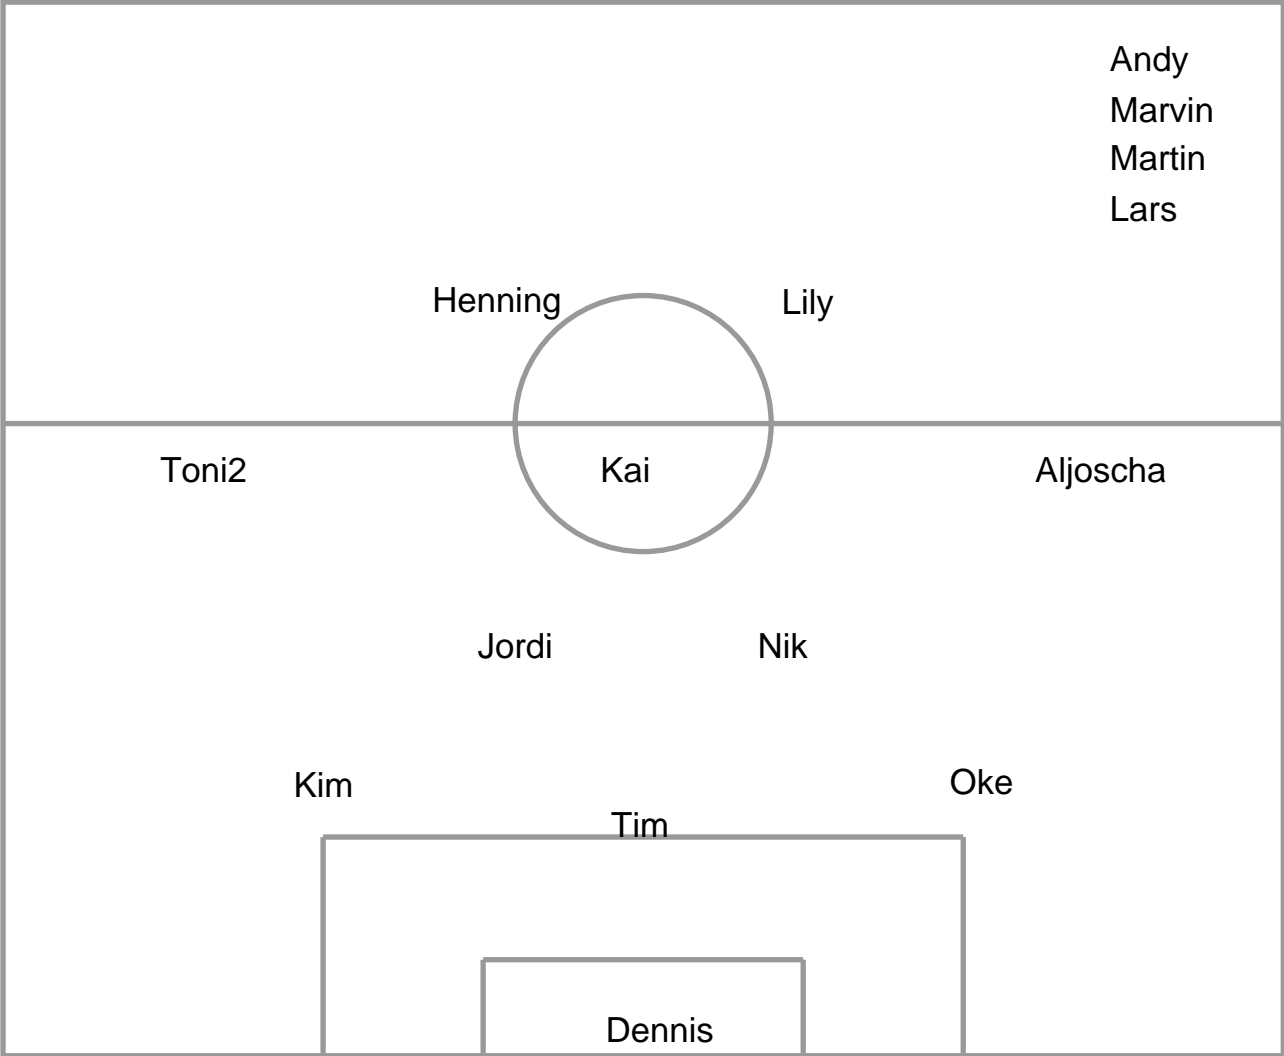 Andy
Marvin
Martin
Lars
Henning Lily
Toni2 Kai Aljoscha
Jordi Nik
Kim Oke
Tim
Dennis